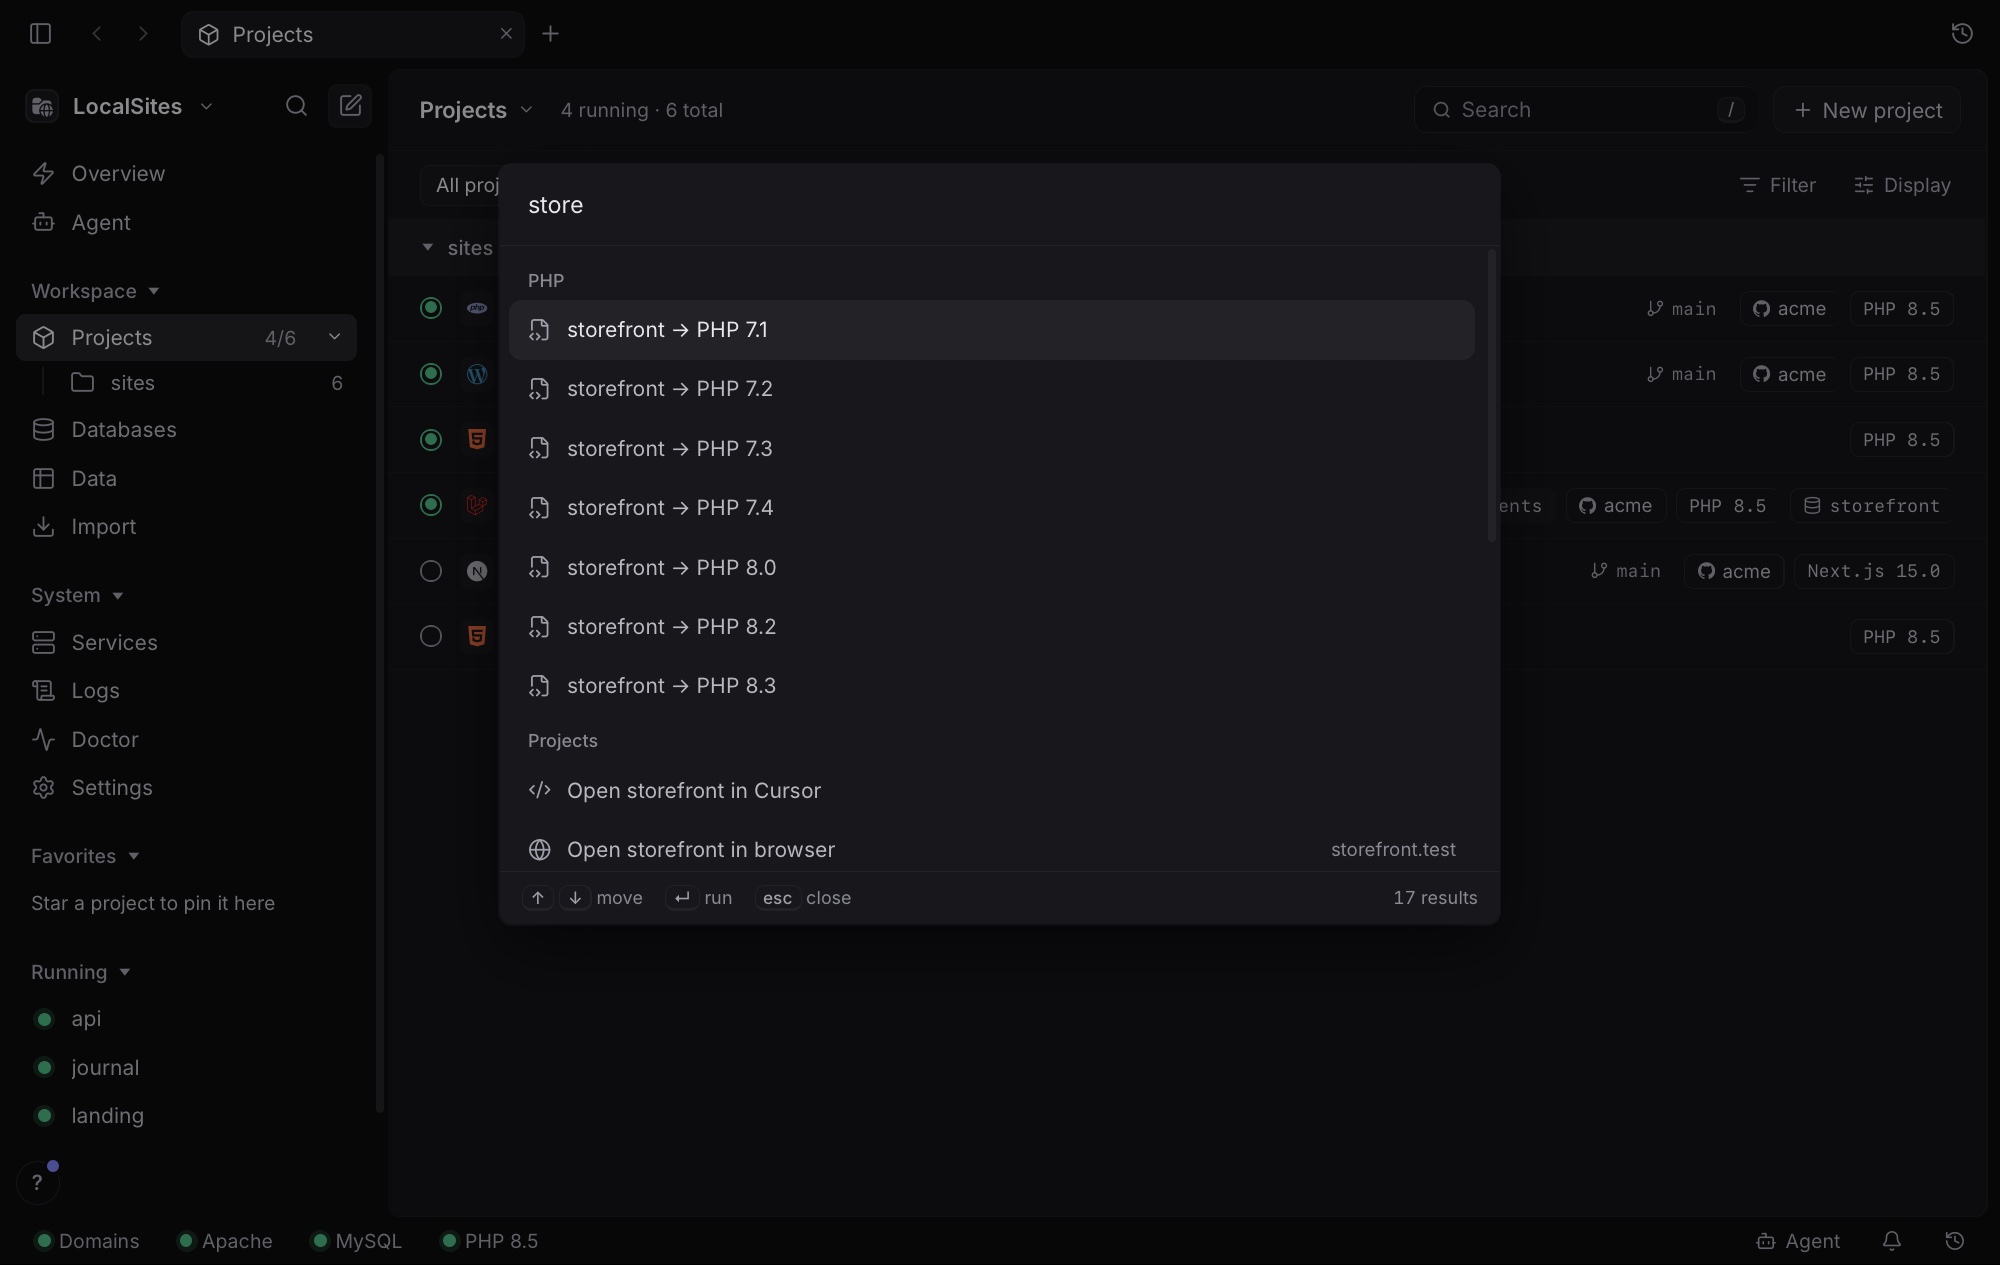 Projects
LocalSites
Projects
4 running · 6 total
Search
/
New project
Overview
Agent
Workspace
Projects
4/6
sites
6
Databases
Data
Import
System
Services
Logs
Doctor
Settings
Favorites
Star a project to pin it here
Running
api
journal
landing
?
All proj
Filter
Display
sites
php
main
acme
PHP 8.5
main
acme
PHP 8.5
5
PHP 8.5
ents
acme
PHP 8.5
storefront
N
main
acme
Next.js 15.0
5
PHP 8.5
store
PHP
storefront → PHP 7.1
storefront → PHP 7.2
storefront → PHP 7.3
storefront → PHP 7.4
storefront → PHP 8.0
storefront → PHP 8.2
storefront → PHP 8.3
Projects
Open storefront in Cursor
Open storefront in browser
storefront.test
↑ ↓ move
↵ run
esc close
17 results
Domains
Apache
MySQL
PHP 8.5
Agent